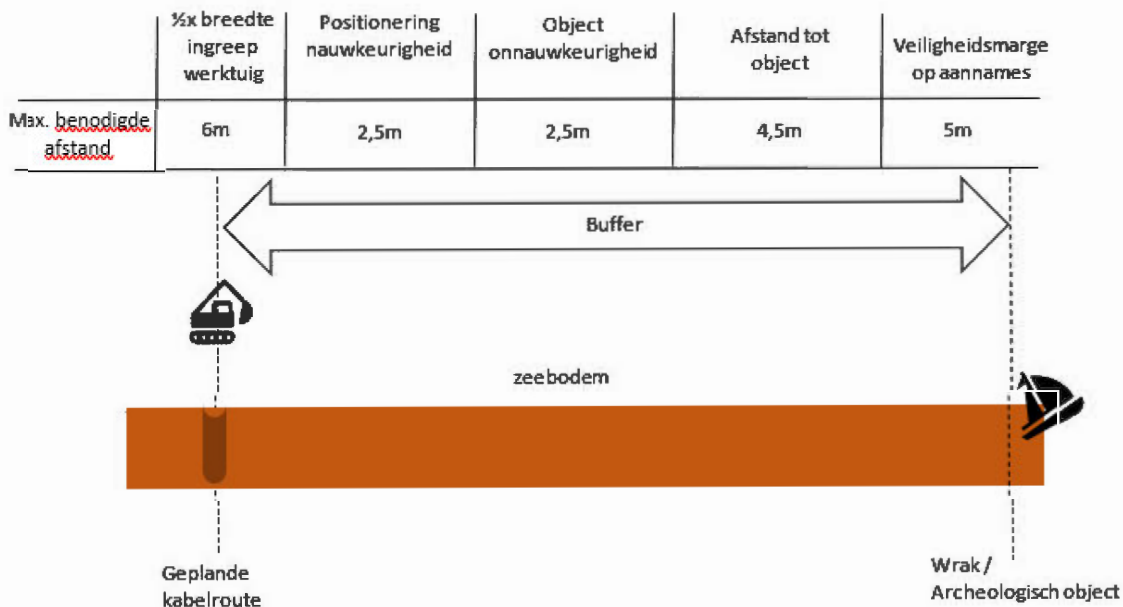 ½x breedte
ingreep
werktuig
Positionering
nauwkeurigheid
Object
onnauwkeurigheid
Afstand tot
object
Veiligheidsmarge
op aannames
Max. benodigde
afstand
6m
2,5m
2,5m
4,5m
5m
Buffer
zeebodem
Geplande
kabelroute
Wrak /
Archeologisch object